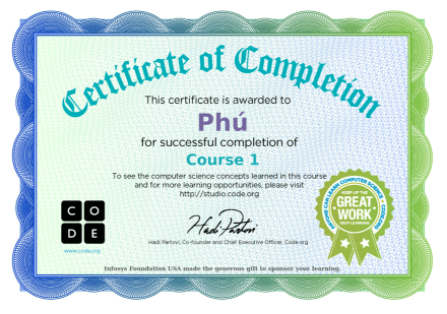 Certificate of Completion
This certificate is awarded to
Phú
for successful completion of
Course 1
To see the computer science concepts learned in this course
and for more learning opportunities, please visit
http://studio.code.org
C O
D E
www.code.org
Hadi Partovi
Hadi Partovi, Co-founder and Chief Executive Officer, Code.org
ANYONE CAN LEARN COMPUTER SCIENCE
KEEP UP THE
GREAT
WORK
Infosys Foundation USA made the generous gift to sponsor your learning.